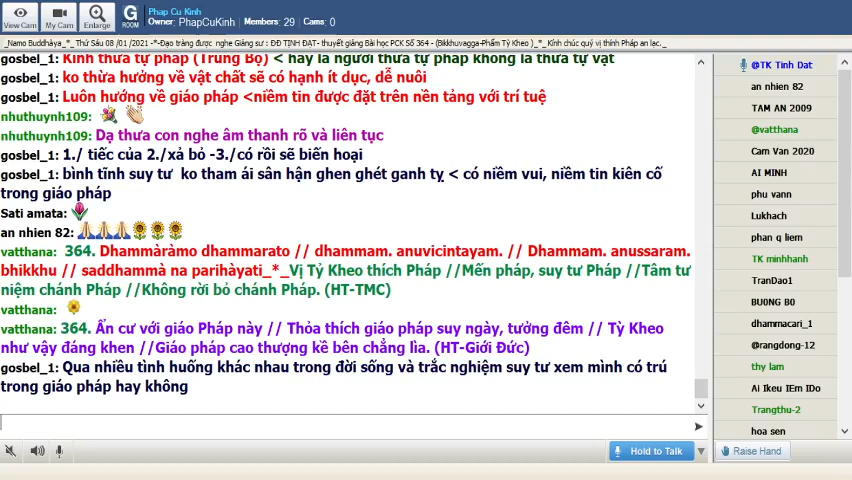 Phap Cu Kinh
Owner: PhapCuKinh  Members: 29  Cams: 0
View Cam  My Cam  Enlarge  G ROOM
_Namo Buddhàya_*_ Thứ Sáu 08 /01 /2021 -*-Đạo tràng được nghe Giảng sư : ĐĐ TỊNH ĐẠT- thuyết giảng Bài học PCK Số 364 - (Bikkhuvagga-Phẩm Tỳ Kheo )_*_ Kính chúc quý vị thính Pháp an lạc._
gosbel_1: Kính thừa tự pháp (Trung Bộ) < hãy là người thừa tự pháp không là thừa tự vật
gosbel_1: ko thừa hưởng về vật chất sẽ có hạnh ít dục, dễ nuôi
gosbel_1: Luôn hướng về giáo pháp <niềm tin được đặt trên nền tảng với trí tuệ
nhuthuynh109:
nhuthuynh109: Dạ thưa con nghe âm thanh rõ và liên tục
gosbel_1: 1./ tiếc của 2./xả bỏ -3./có rồi sẽ biến hoại
gosbel_1: bình tĩnh suy tư  ko tham ái sân hận ghen ghét ganh tỵ < có niềm vui, niềm tin kiên cố
trong giáo pháp
Sati amata:
an nhien 82:
vatthana: 364. Dhammàràmo dhammarato // dhammam. anuvicintayam. // Dhammam. anussaram.
bhikkhu // saddhammà na parihàyati_*_Vị Tỷ Kheo thích Pháp //Mến pháp, suy tư Pháp //Tâm tư
niệm chánh Pháp //Không rời bỏ chánh Pháp. (HT-TMC)
vatthana:
vatthana: 364. Ẩn cư với giáo Pháp này // Thỏa thích giáo pháp suy ngày, tưởng đêm // Tỳ Kheo
như vậy đáng khen //Giáo pháp cao thượng kề bên chẳng lìa. (HT-Giới Đức)
gosbel_1: Qua nhiều tình huống khác nhau trong đời sống và trắc nghiệm suy tư xem mình có trú
trong giáo pháp hay không
Hold to Talk
@TK Tinh Dat
an nhien 82
TAM AN 2009
@vatthana
Cam Van 2020
AI MINH
phu vann
Lukhach
phan q liem
TK minhhanh
TranDao1
BU0NG B0
dhammacari_1
@rangdong-12
thy lam
Ai lkeu IEm IDo
Trangthu-2
hoa sen
Raise Hand